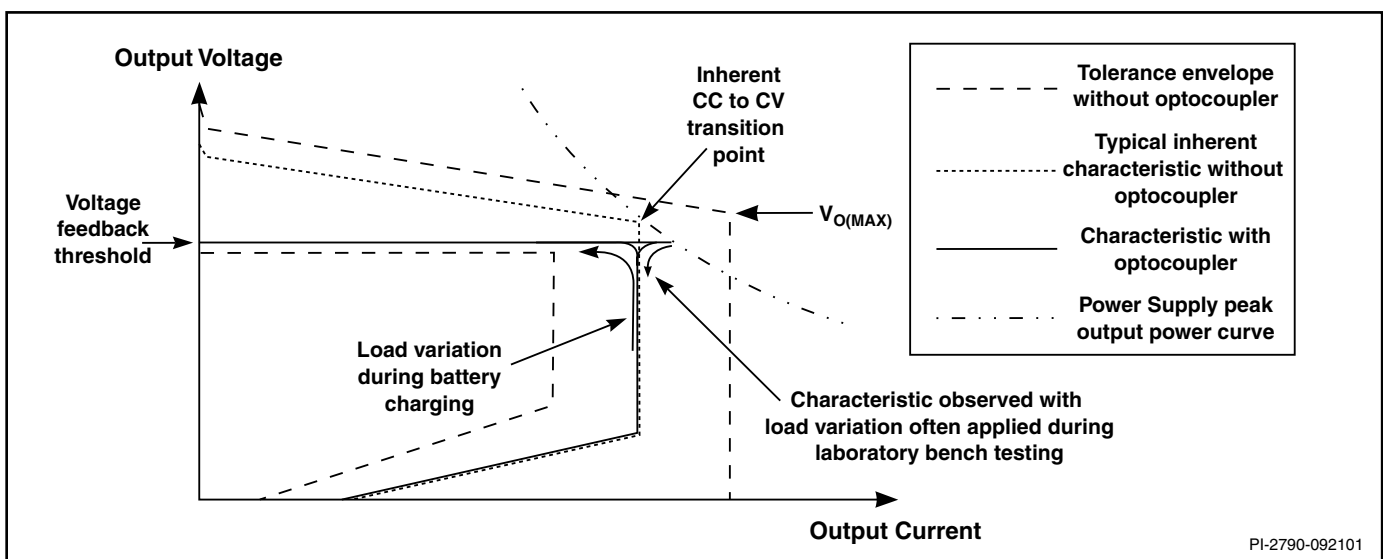 Output Voltage
Inherent
CC to CV
transition
point
Tolerance envelope
without optocoupler
Typical inherent
characteristic without
optocoupler
Characteristic with
optocoupler
Power Supply peak
output power curve
Voltage
feedback
threshold
VO(MAX)
Load variation
during battery
charging
Characteristic observed with
load variation often applied during
laboratory bench testing
Output Current
PI-2790-092101